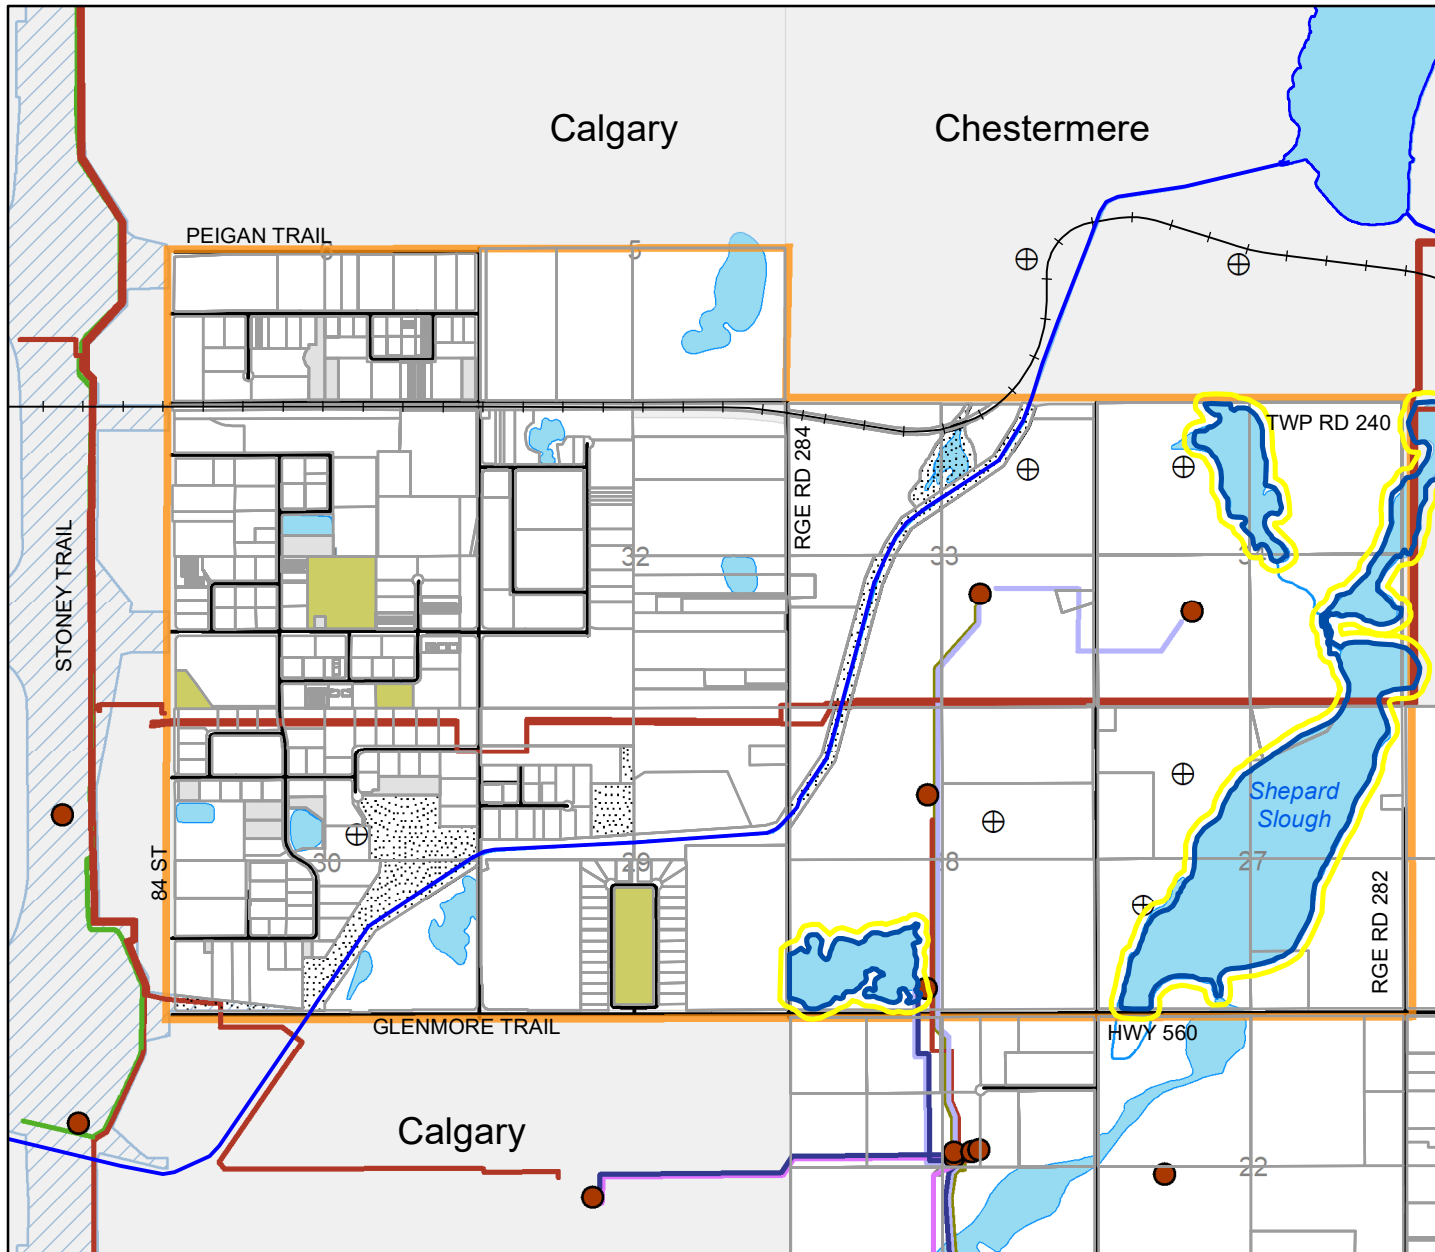 Calgary
Chestermere
PEIGAN TRAIL
5
TWP RD 240
RGE RD 284
STONEY TRAIL
32
33
34
Shepard
Slough
84 ST
30
29
28
27
RGE RD 282
GLENMORE TRAIL
HWY 560
Calgary
22